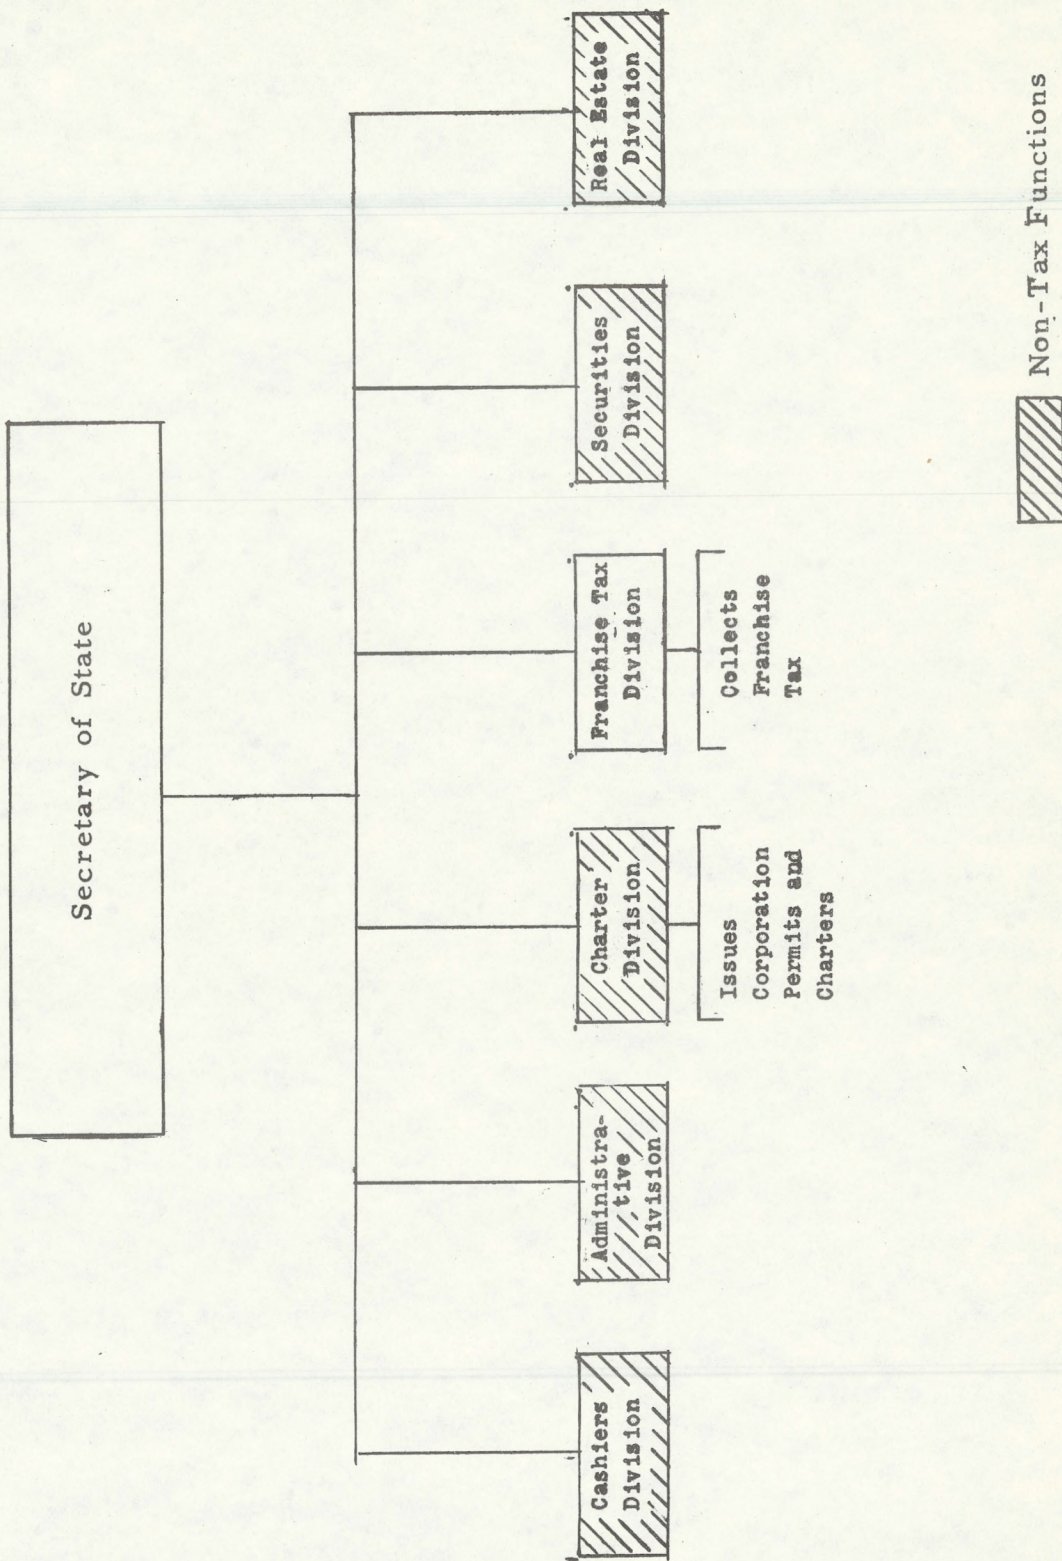 Secretary of State
Cashiers
Division
Administra-
tive
Division
Charter
Division
Franchise Tax
Division
Securities
Division
Real Estate
Division
Issues
Corporation
Permits and
Charters
Collects
Franchise
Tax
Non-Tax Functions